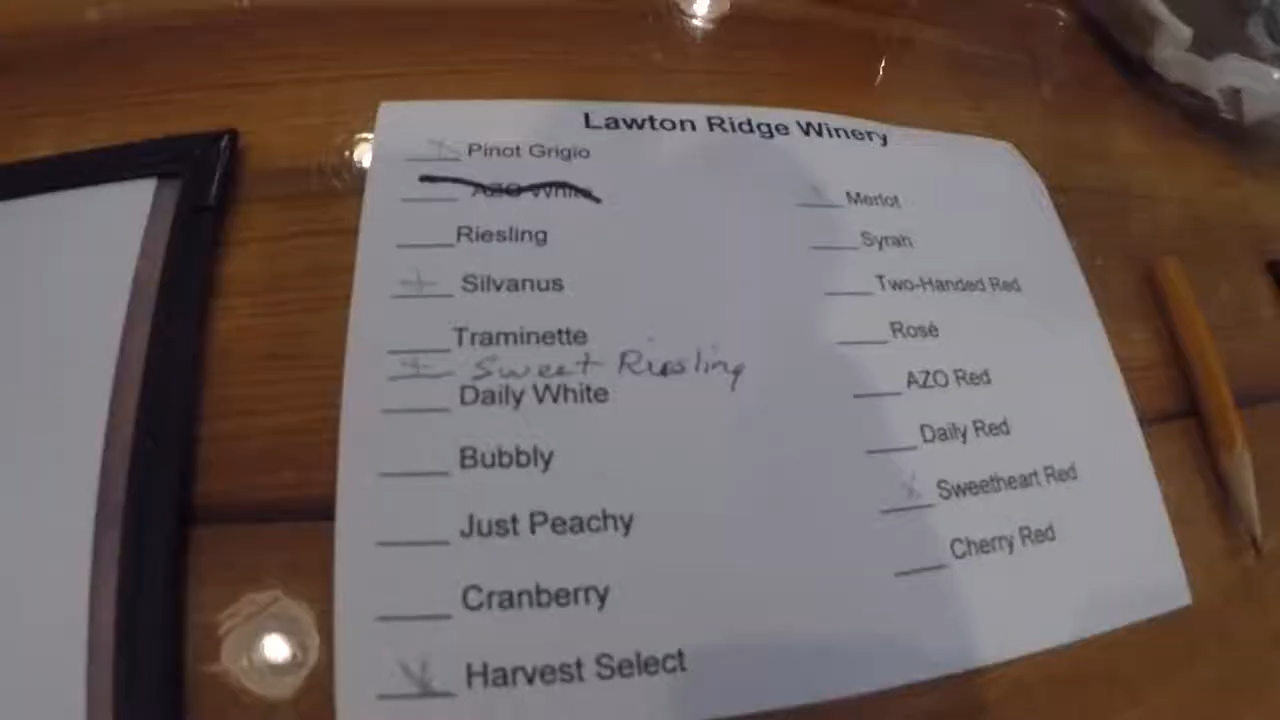 Lawton Ridge Winery
Pinot Grigio
AZO White
Riesling
Silvanus
Traminette
Sweet Riesling
Daily White
Bubbly
Just Peachy
Cranberry
Harvest Select
Merlot
Syrah
Two-Handed Red
Rosé
AZO Red
Daily Red
Sweetheart Red
Cherry Red